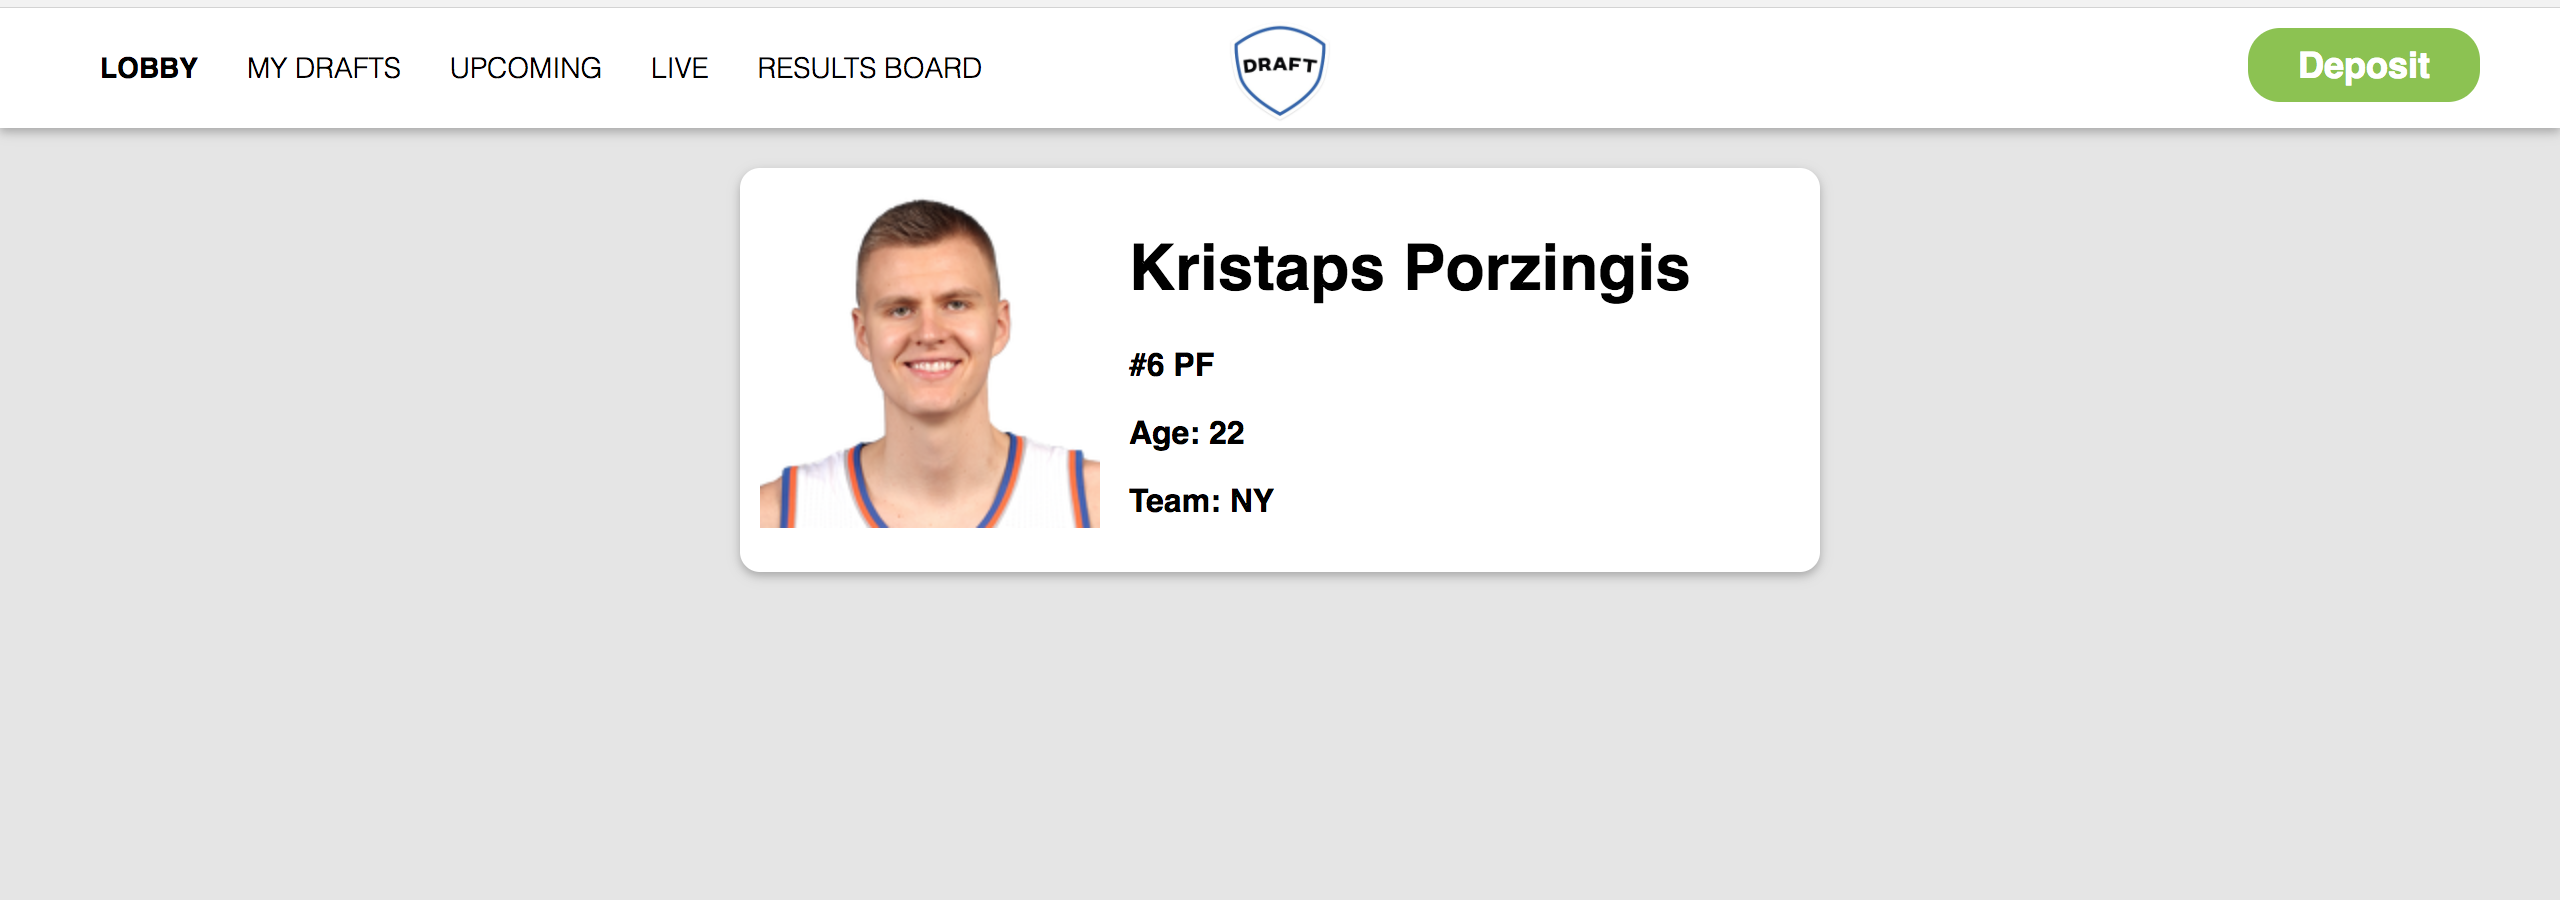 LOBBY MY DRAFTS UPCOMING LIVE RESULTS BOARD DRAFT Deposit
Kristaps Porzingis
#6 PF
Age: 22
Team: NY